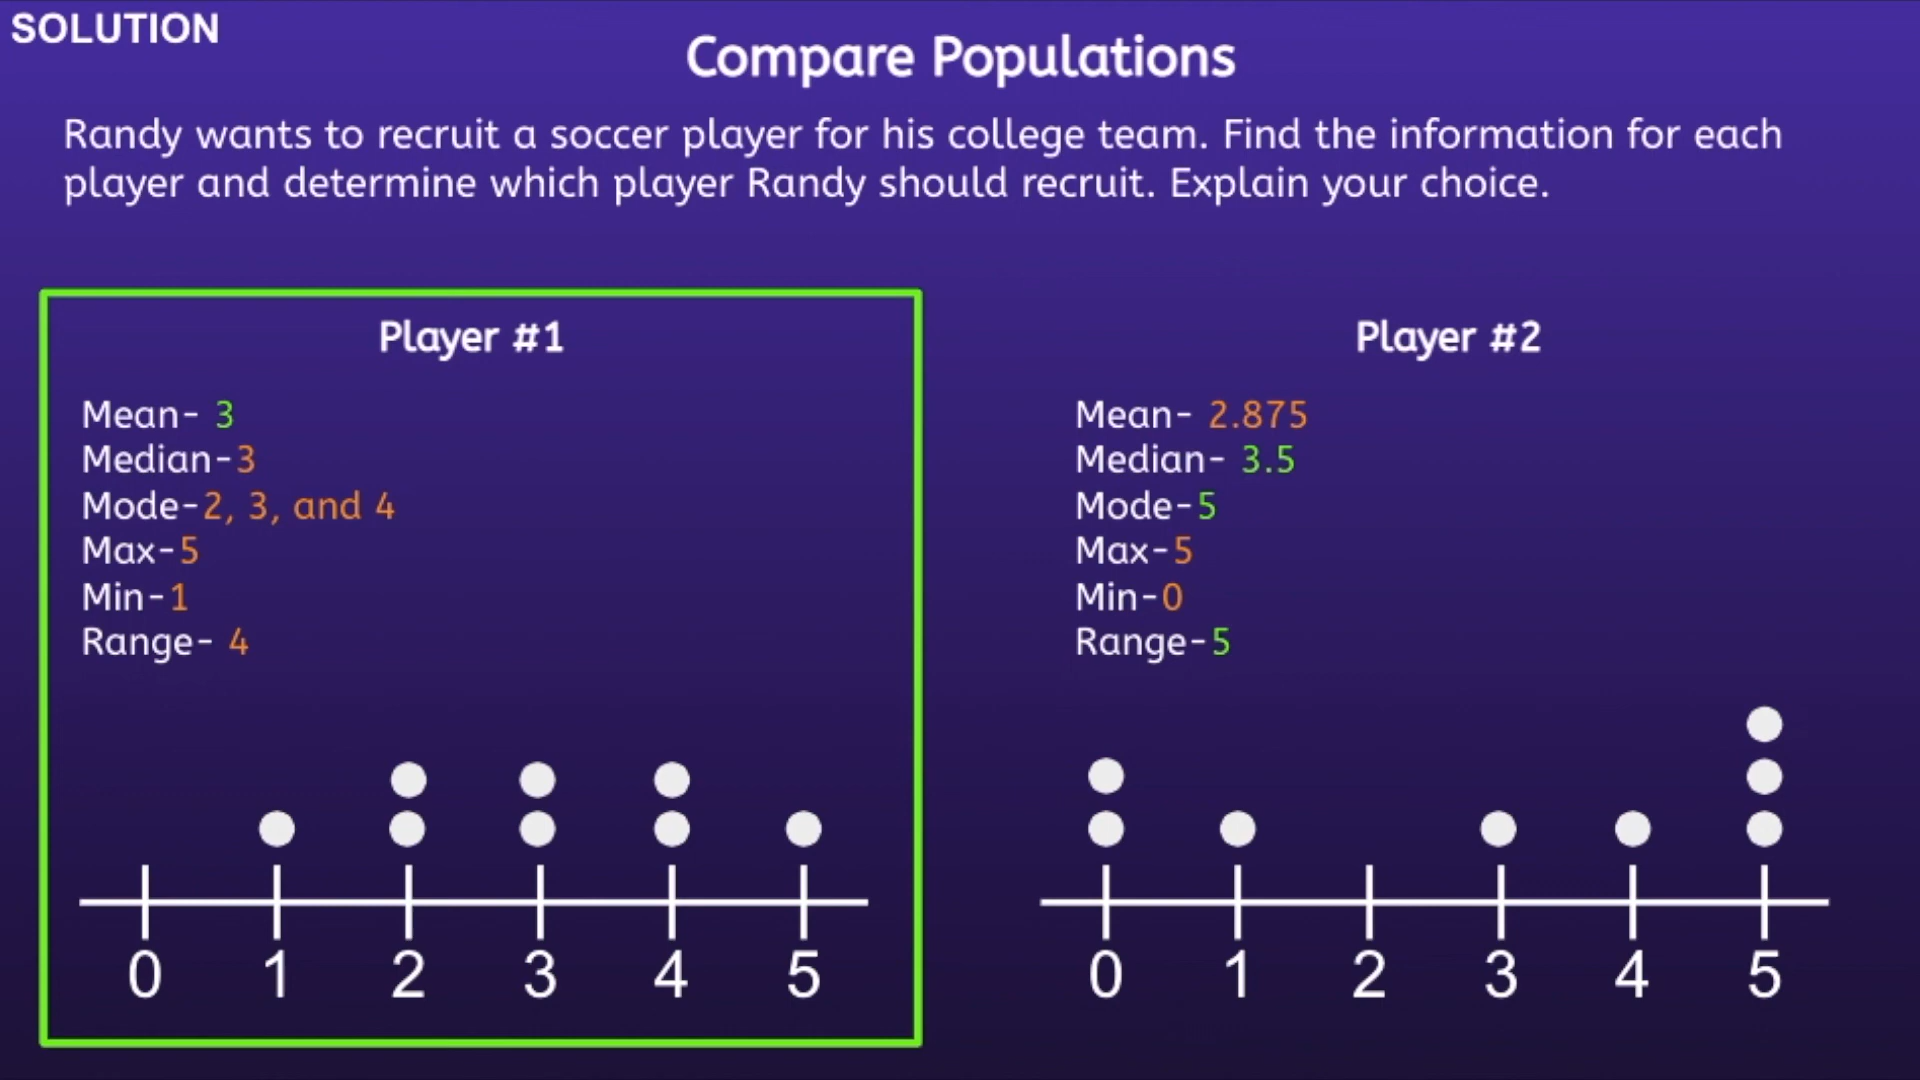 SOLUTION
Compare Populations
Randy wants to recruit a soccer player for his college team. Find the information for each
player and determine which player Randy should recruit. Explain your choice.
Player #1
Mean- 3
Median-3
Mode-2, 3, and 4
Max-5
Min-1
Range- 4
0 1 2 3 4 5
Player #2
Mean- 2.875
Median- 3.5
Mode-5
Max-5
Min-0
Range-5
0 1 2 3 4 5